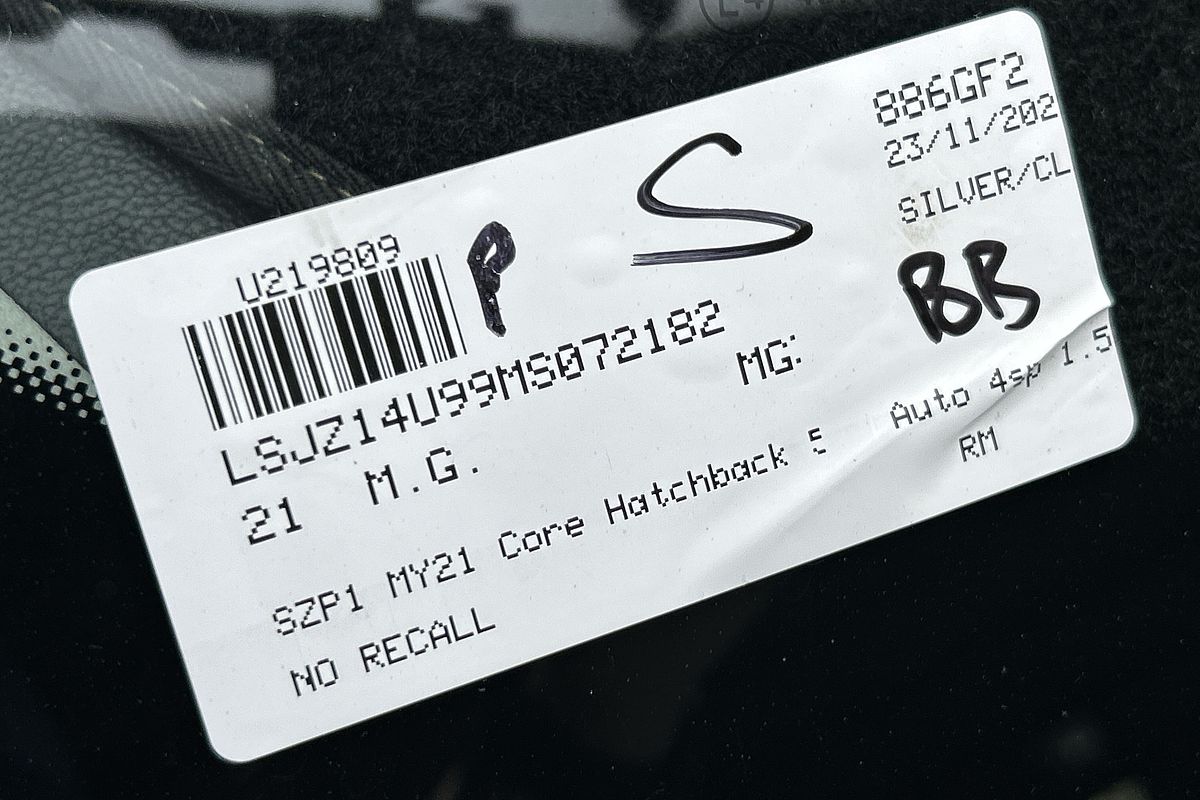 886GF2
23/11/202
SILVER/CL
U219809
P
S
BB
LSJZ14U99MS072182
MG:
21 M.G.
Auto 4sp 1.5
RM
SZP1 MY21 Core Hatchback 5
NO RECALL